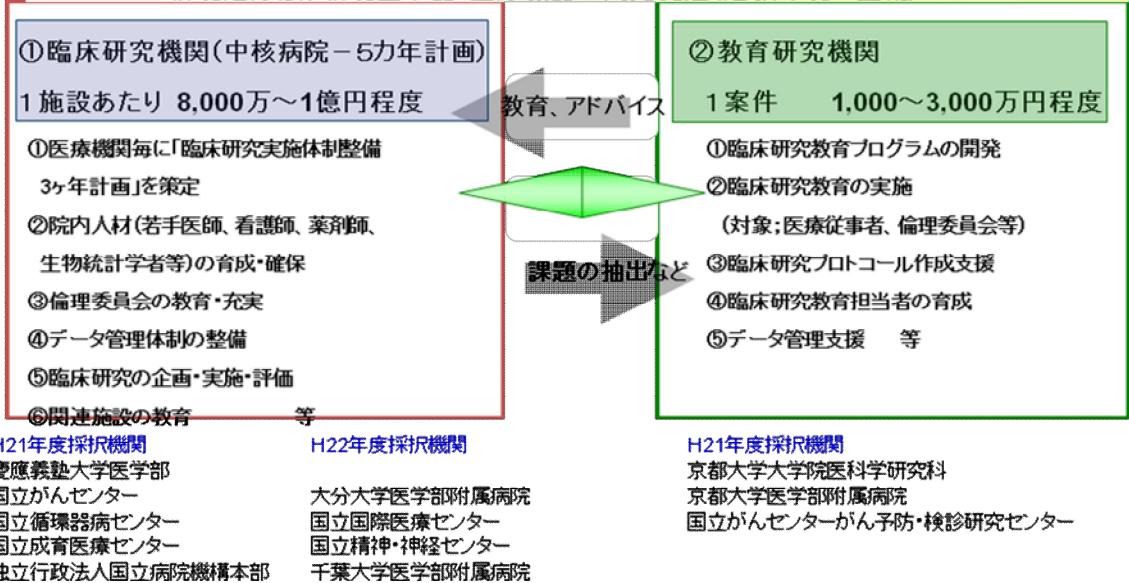 ①臨床研究機関(中核病院－5カ年計画)
1施設あたり 8,000万～1億円程度
①医療機関毎に「臨床研究実施体制整備
3ヶ年計画」を策定
②院内人材(若手医師、看護師、薬剤師、
生物統計学者等)の育成・確保
③倫理委員会の教育・充実
④データ管理体制の整備
⑤臨床研究の企画・実施・評価
⑥関連施設の教育 等
教育、アドバイス
課題の抽出など
②教育研究機関
1案件 1,000～3,000万円程度
①臨床研究教育プログラムの開発
②臨床研究教育の実施
(対象;医療従事者、倫理委員会等)
③臨床研究プロトコール作成支援
④臨床研究教育担当者の育成
⑤データ管理支援 等
H21年度採択機関
慶應義塾大学医学部
国立がんセンター
国立循環器病センター
国立成育医療センター
独立行政法人国立病院機構本部
H22年度採択機関
大分大学医学部附属病院
国立国際医療センター
国立精神・神経センター
千葉大学医学部附属病院
H21年度採択機関
京都大学大学院医科学研究科
京都大学医学部附属病院
国立がんセンターがん予防・検診研究センター